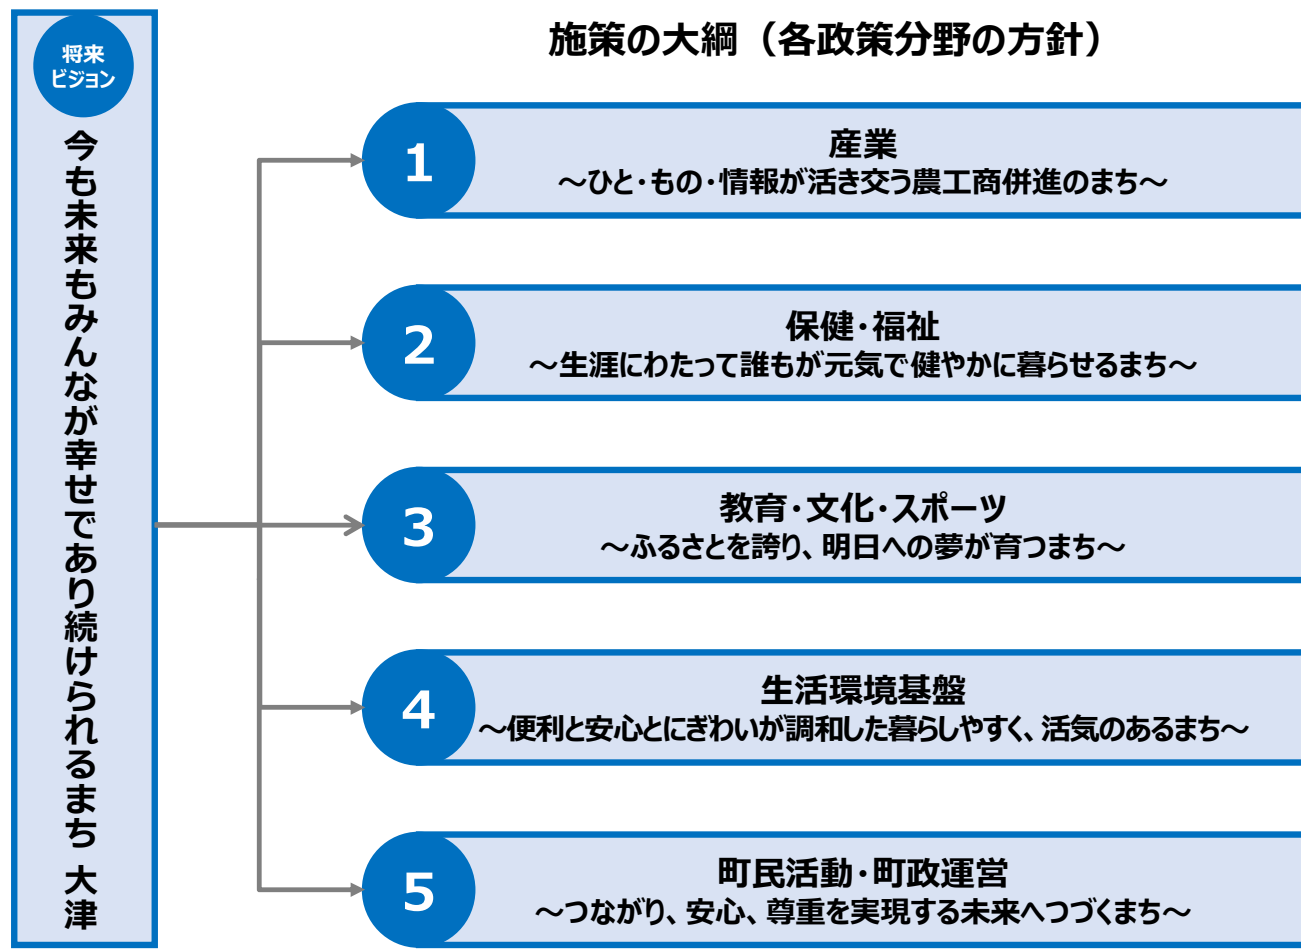 将来
ビジョン
今も未来もみんなが幸せであり続けられるまち 大津
施策の大綱（各政策分野の方針）
1
産業
～ひと・もの・情報が活き交う農工商併進のまち～
2
保健・福祉
～生涯にわたって誰もが元気で健やかに暮らせるまち～
3
教育・文化・スポーツ
～ふるさとを誇り、明日への夢が育つまち～
4
生活環境基盤
～便利と安心とにぎわいが調和した暮らしやすく、活気のあるまち～
5
町民活動・町政運営
～つながり、安心、尊重を実現する未来へつづくまち～